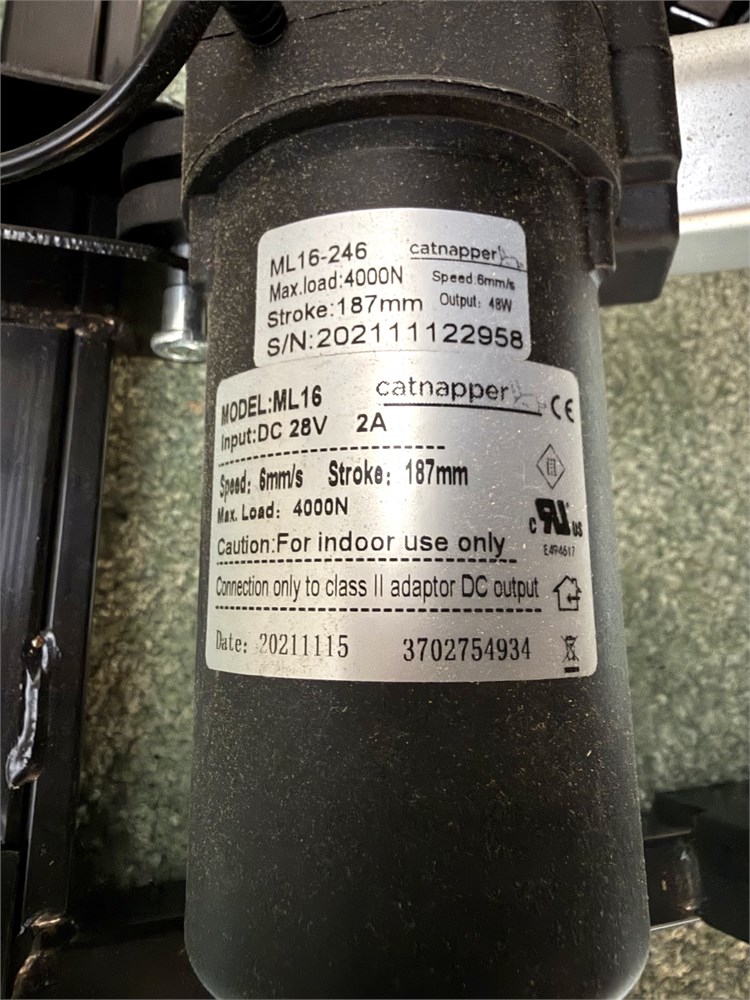 ML16-246 catnapper
Max.load:4000N Speed:6mm/s
Stroke:187mm Output: 48W
S/N:202111122958
MODEL:ML16 catnapper CE
Input:DC 28V 2A
Speed: 6mm/s Stroke: 187mm
Max. Load: 4000N
c RU us
E494617
Caution:For indoor use only
Connection only to class II adaptor DC output
Date: 20211115 3702754934